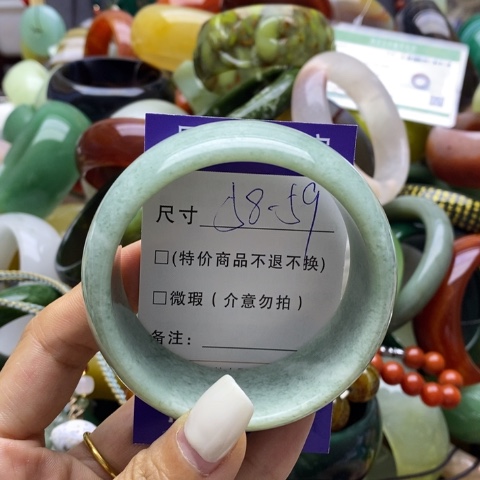 尺寸 58-59
□(特价商品不退不换)
□微瑕(介意勿拍)
备注: